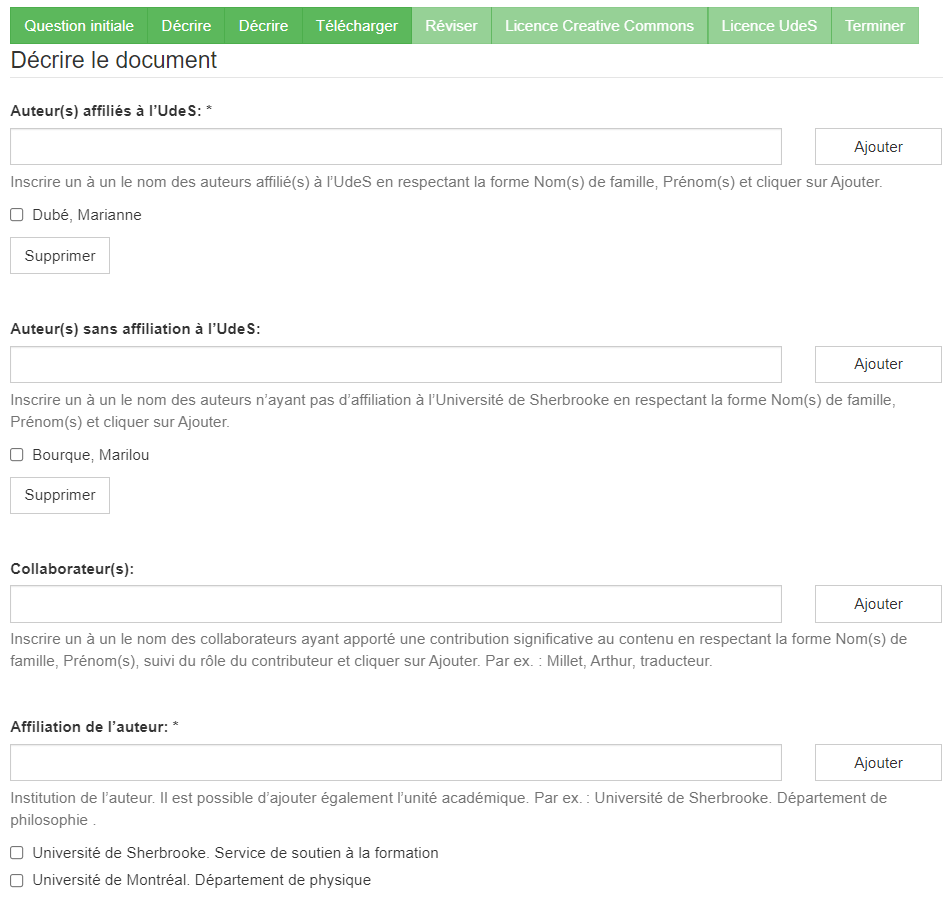 Question initiale Décrire Décrire Télécharger Réviser Licence Creative Commons Licence UdeS Terminer
Décrire le document
Auteur(s) affiliés à l’UdeS: *
Ajouter
Inscrire un à un le nom des auteurs affilié(s) à l’UdeS en respectant la forme Nom(s) de famille, Prénom(s) et cliquer sur Ajouter.
Dubé, Marianne
Supprimer
Auteur(s) sans affiliation à l’UdeS:
Ajouter
Inscrire un à un le nom des auteurs n’ayant pas d’affiliation à l’Université de Sherbrooke en respectant la forme Nom(s) de famille,
Prénom(s) et cliquer sur Ajouter.
Bourque, Marilou
Supprimer
Collaborateur(s):
Ajouter
Inscrire un à un le nom des collaborateurs ayant apporté une contribution significative au contenu en respectant la forme Nom(s) de
famille, Prénom(s), suivi du rôle du contributeur et cliquer sur Ajouter. Par ex. : Millet, Arthur, traducteur.
Affiliation de l’auteur: *
Ajouter
Institution de l’auteur. Il est possible d’ajouter également l’unité académique. Par ex. : Université de Sherbrooke. Département de
philosophie .
Université de Sherbrooke. Service de soutien à la formation
Université de Montréal. Département de physique